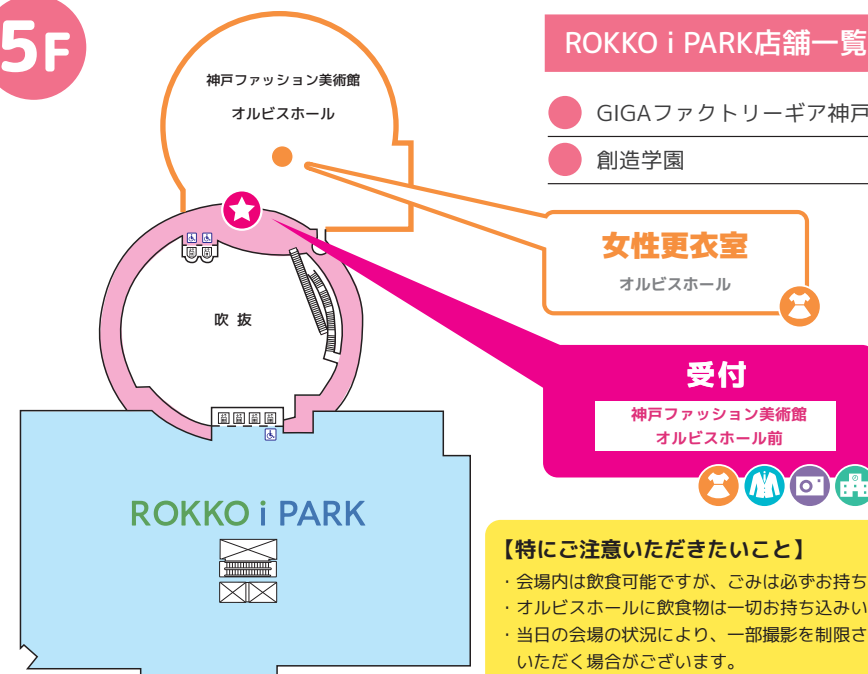 5F
神戸ファッション美術館
オルビスホール
ROKKO i PARK店舗一覧
GIGAファクトリーギア神戸
創造学園
女性更衣室
オルビスホール
吹 抜
受付
神戸ファッション美術館
オルビスホール前
ROKKO i PARK
【特にご注意いただきたいこと】
・会場内は飲食可能ですが、ごみは必ずお持ち
・オルビスホールに飲食物は一切お持ち込みい
・当日の会場の状況により、一部撮影を制限さ
いただく場合がございます。